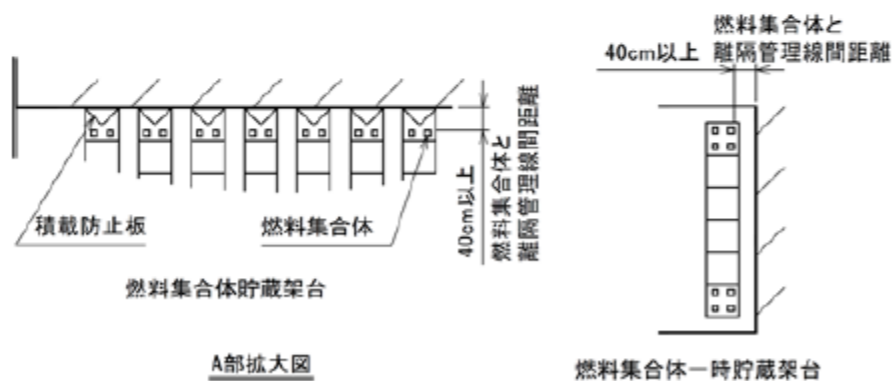 燃料集合体と
40cm以上 離隔管理線間距離
40cm以上
燃料集合体と
離隔管理線間距離
積載防止板
燃料集合体
燃料集合体貯蔵架台
A部拡大図
燃料集合体一時貯蔵架台